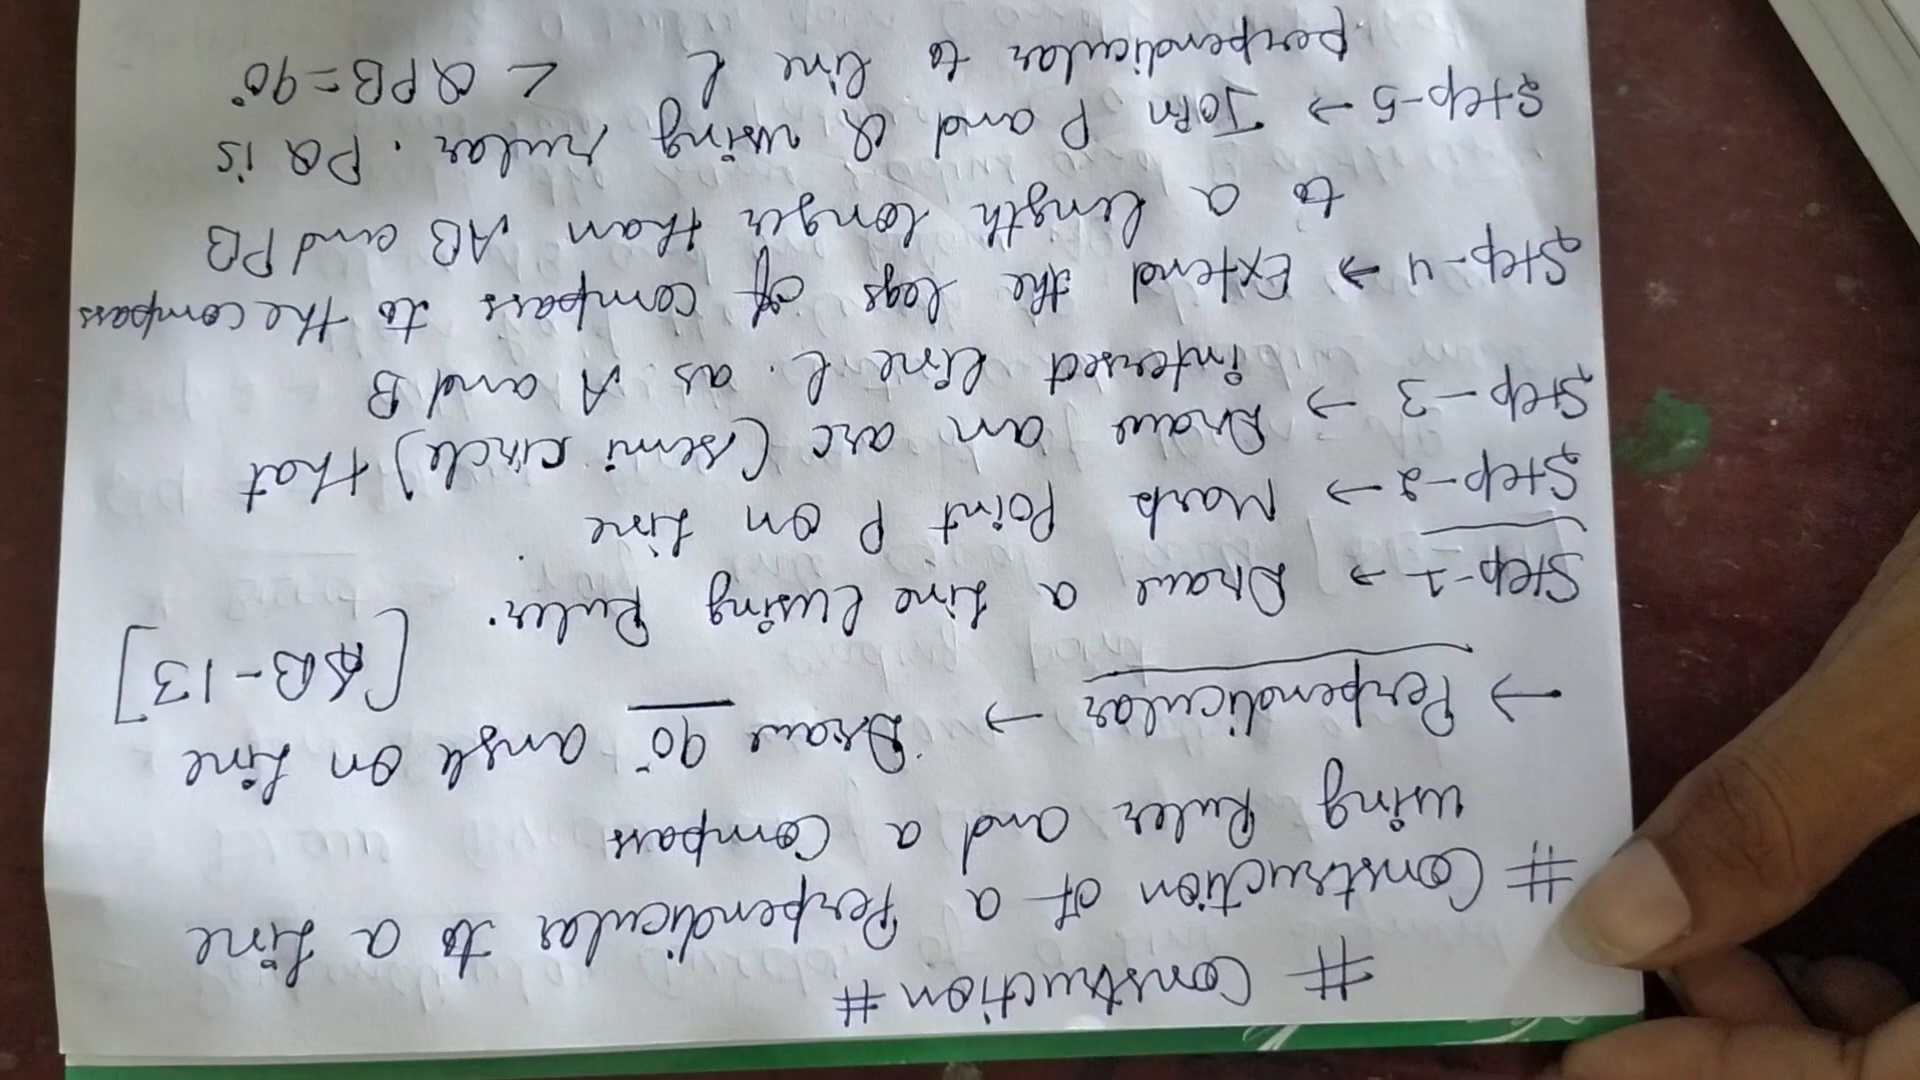 # Construction #
# Construction of a Perpendicular to a Line
using Ruler and a Compass
→ Perpendicular → Draw 90° angle on Line
[AB-13]
Step-1 → Draw a Line l using Ruler.
Step-2 → Mark Point P on Line
Step-3 → Draw an arc (semi circle) that
intersect Line l. as A and B
Step-4 → Extend the legs of compass to the compass
to a length longer than AB and PB
Step-5 → Join P and Q using rular. PQ is
perpendicular to line l ∠ QPB=90°